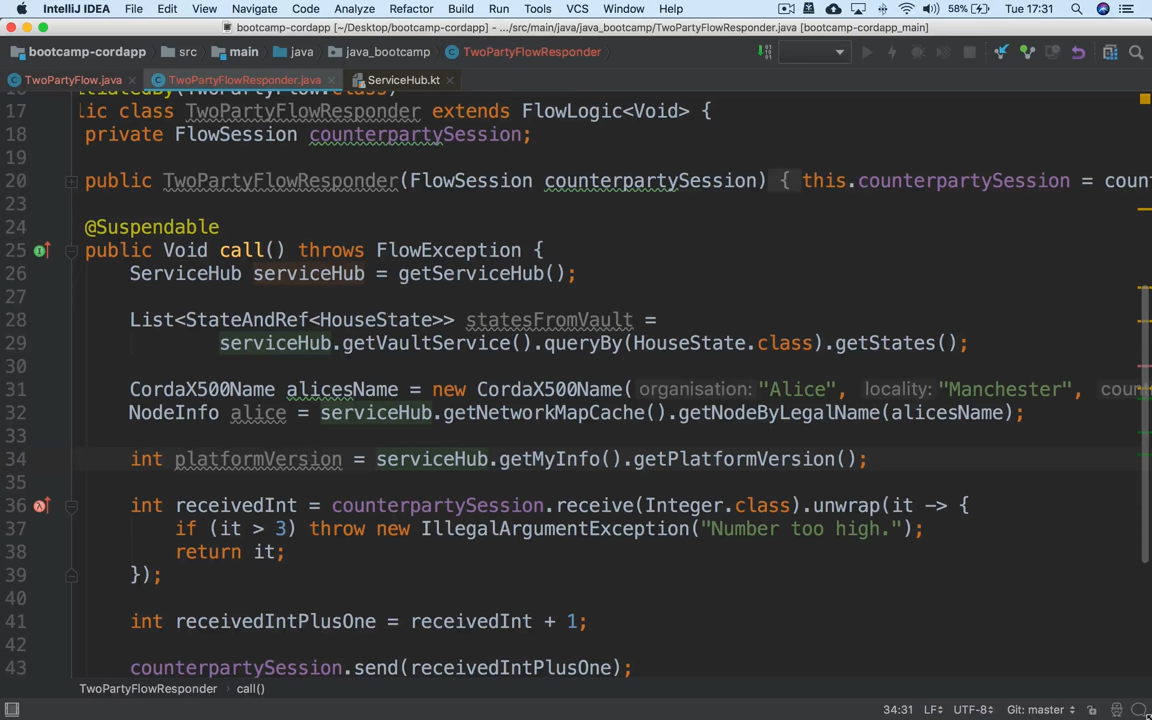 IntelliJ IDEA File Edit View Navigate Code Analyze Refactor Build Run Tools VCS Window Help 58% Tue 17:31
bootcamp-cordapp [~/Desktop/bootcamp-cordapp] - .../src/main/java/java_bootcamp/TwoPartyFlowResponder.java [bootcamp-cordapp_main]
bootcamp-cordapp src main java java_bootcamp TwoPartyFlowResponder
TwoPartyFlow.java TwoPartyFlowResponder.java ServiceHub.kt
17 lic class TwoPartyFlowResponder extends FlowLogic<Void> {
18 private FlowSession counterpartySession;
19
20 public TwoPartyFlowResponder(FlowSession counterpartySession) { this.counterpartySession = coun
23
24 @Suspendable
25 public Void call() throws FlowException {
26 ServiceHub serviceHub = getServiceHub();
27
28 List<StateAndRef<HouseState>> statesFromVault =
29 serviceHub.getVaultService().queryBy(HouseState.class).getStates();
30
31 CordaX500Name alicesName = new CordaX500Name( organisation: "Alice", locality: "Manchester", coun
32 NodeInfo alice = serviceHub.getNetworkMapCache().getNodeByLegalName(alicesName);
33
34 int platformVersion = serviceHub.getMyInfo().getPlatformVersion();
35
36 int receivedInt = counterpartySession.receive(Integer.class).unwrap(it -> {
37 if (it > 3) throw new IllegalArgumentException("Number too high.");
38 return it;
39 });
40
41 int receivedIntPlusOne = receivedInt + 1;
42
43 counterpartySession.send(receivedIntPlusOne);
TwoPartyFlowResponder › call()
34:31 LF UTF-8 Git: master